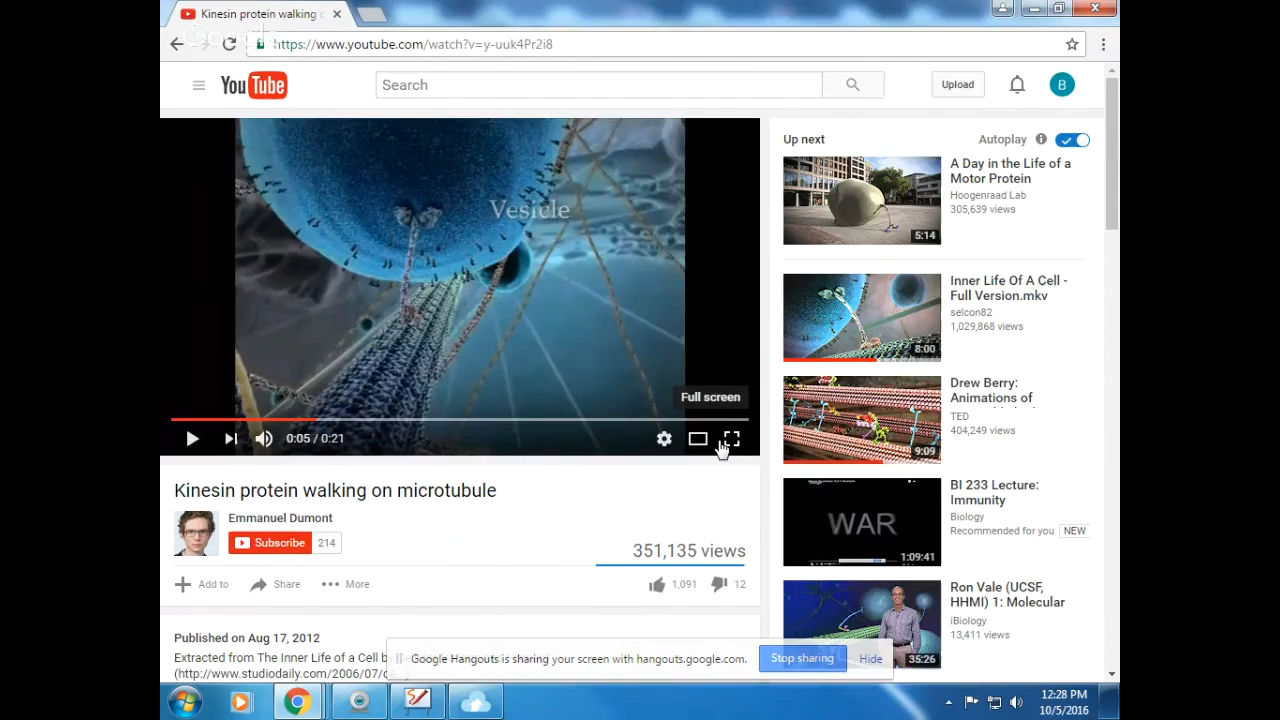 Kinesin protein walking
Google
https://www.youtube.com/watch?v=y-uuk4Pr2i8
YouTube
Search
Upload
B
Vesicle
Full screen
0:05 / 0:21
Kinesin protein walking on microtubule
Emmanuel Dumont
Subscribe 214
351,135 views
Add to Share More
1,091 12
Published on Aug 17, 2012
Extracted from The Inner Life of a Cell b
(http://www.studiodaily.com/2006/07/
Up next Autoplay
A Day in the Life of a
Motor Protein
Hoogenraad Lab
305,639 views
5:14
Inner Life Of A Cell -
Full Version.mkv
selcon82
1,029,868 views
8:00
Drew Berry:
Animations of
TED
404,249 views
9:09
BI 233 Lecture:
Immunity
Biology
Recommended for you NEW
WAR
1:09:41
Ron Vale (UCSF,
HHMI) 1: Molecular
iBiology
13,411 views
35:26
Google Hangouts is sharing your screen with hangouts.google.com. Stop sharing Hide
12:28 PM
10/5/2016